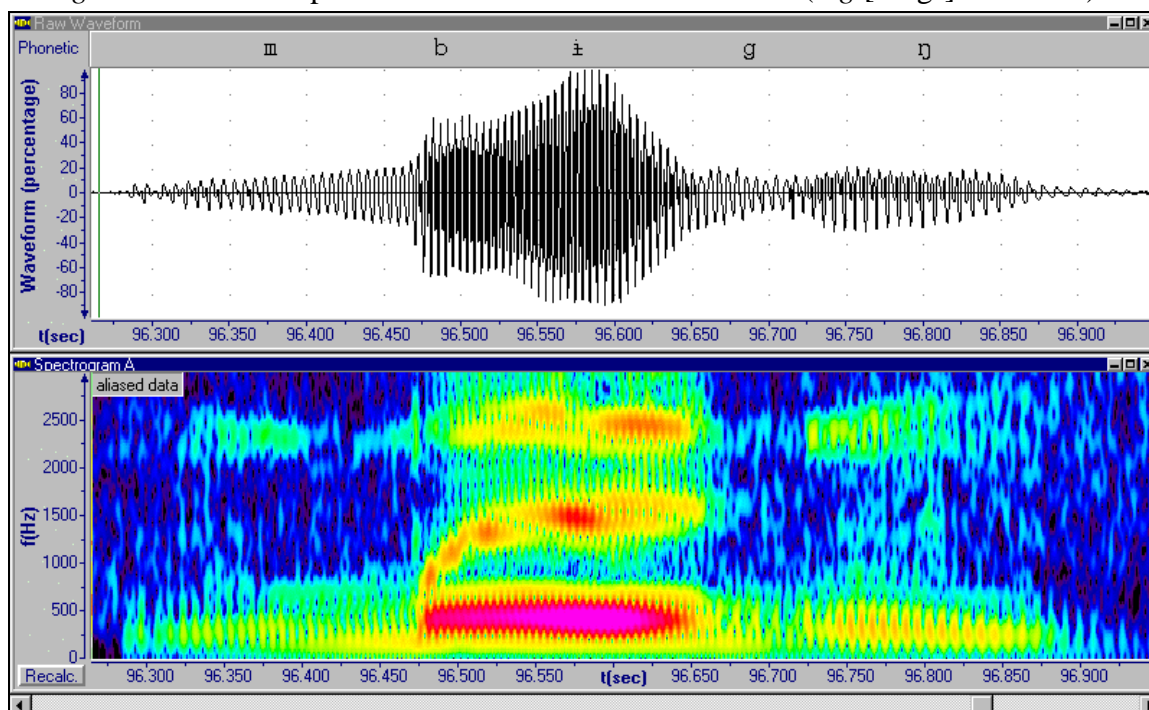 Raw Waveform
Phonetic m b ɨ g ŋ
Waveform (percentage)
80
60
40
20
0
-20
-40
-60
-80
t(sec) 96.300 96.350 96.400 96.450 96.500 96.550 96.600 96.650 96.700 96.750 96.800 96.850 96.900
Spectrogram A
aliased data
f(Hz)
2500
2000
1500
1000
500
0
Recalc. 96.300 96.350 96.400 96.450 96.500 96.550 t(sec) 96.650 96.700 96.750 96.800 96.850 96.900